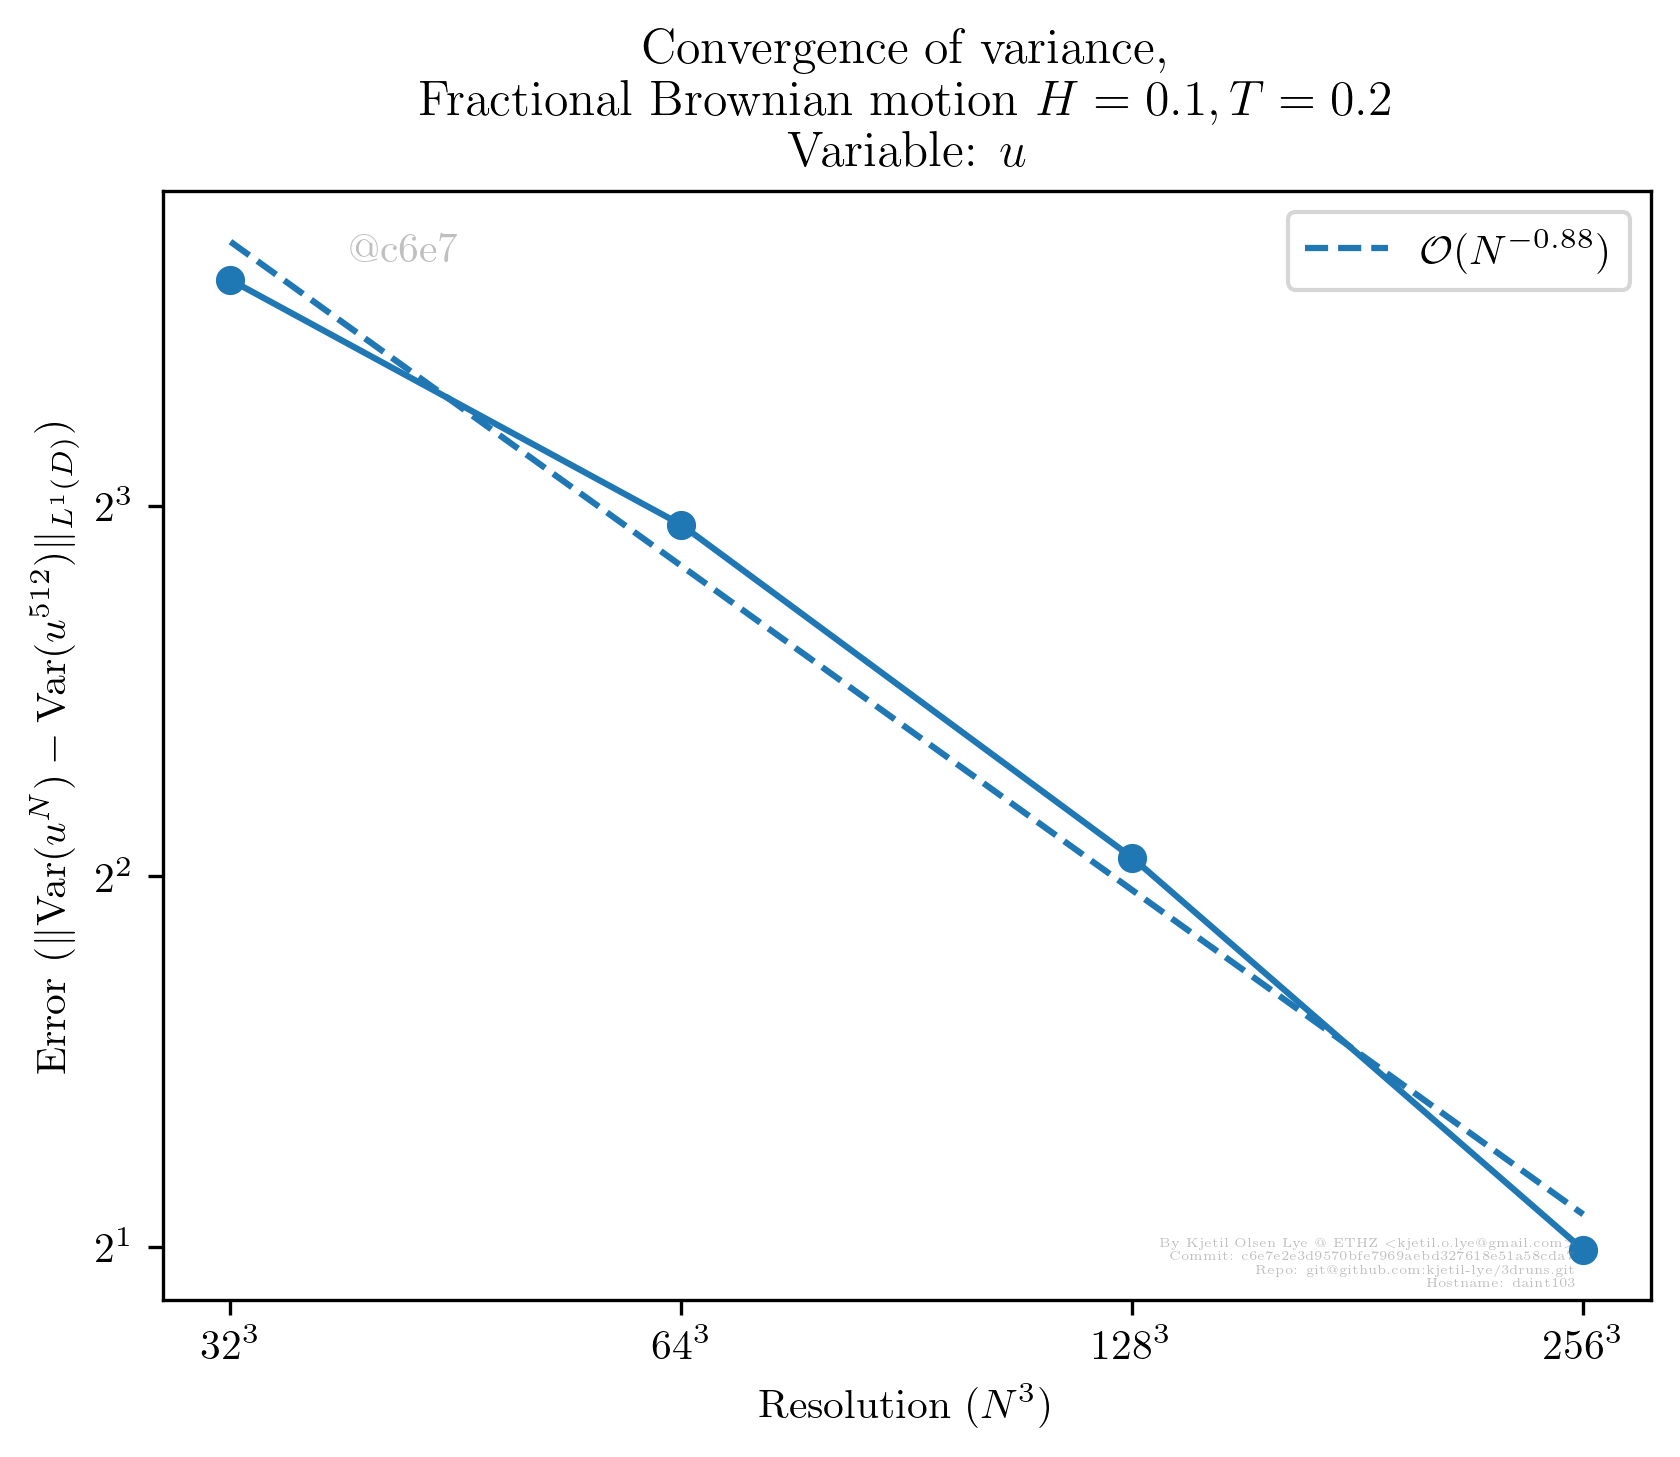 Convergence of variance,
Fractional Brownian motion H = 0.1, T = 0.2
Variable: u
@c6e7
O(N^{-0.88})
Error (||Var(u^N) − Var(u^{512})||_{L^1(D)})
2^3
2^2
2^1
By Kjetil Olsen Lye @ ETHZ <kjetil.o.lye@gmail.com
Commit: c6e7e2e3d9570bfe7969aebd327618e51a58cda
Repo: git@github.com:kjetil-lye/3druns.git
Hostname: daint103
32^3 64^3 128^3 256^3
Resolution (N^3)